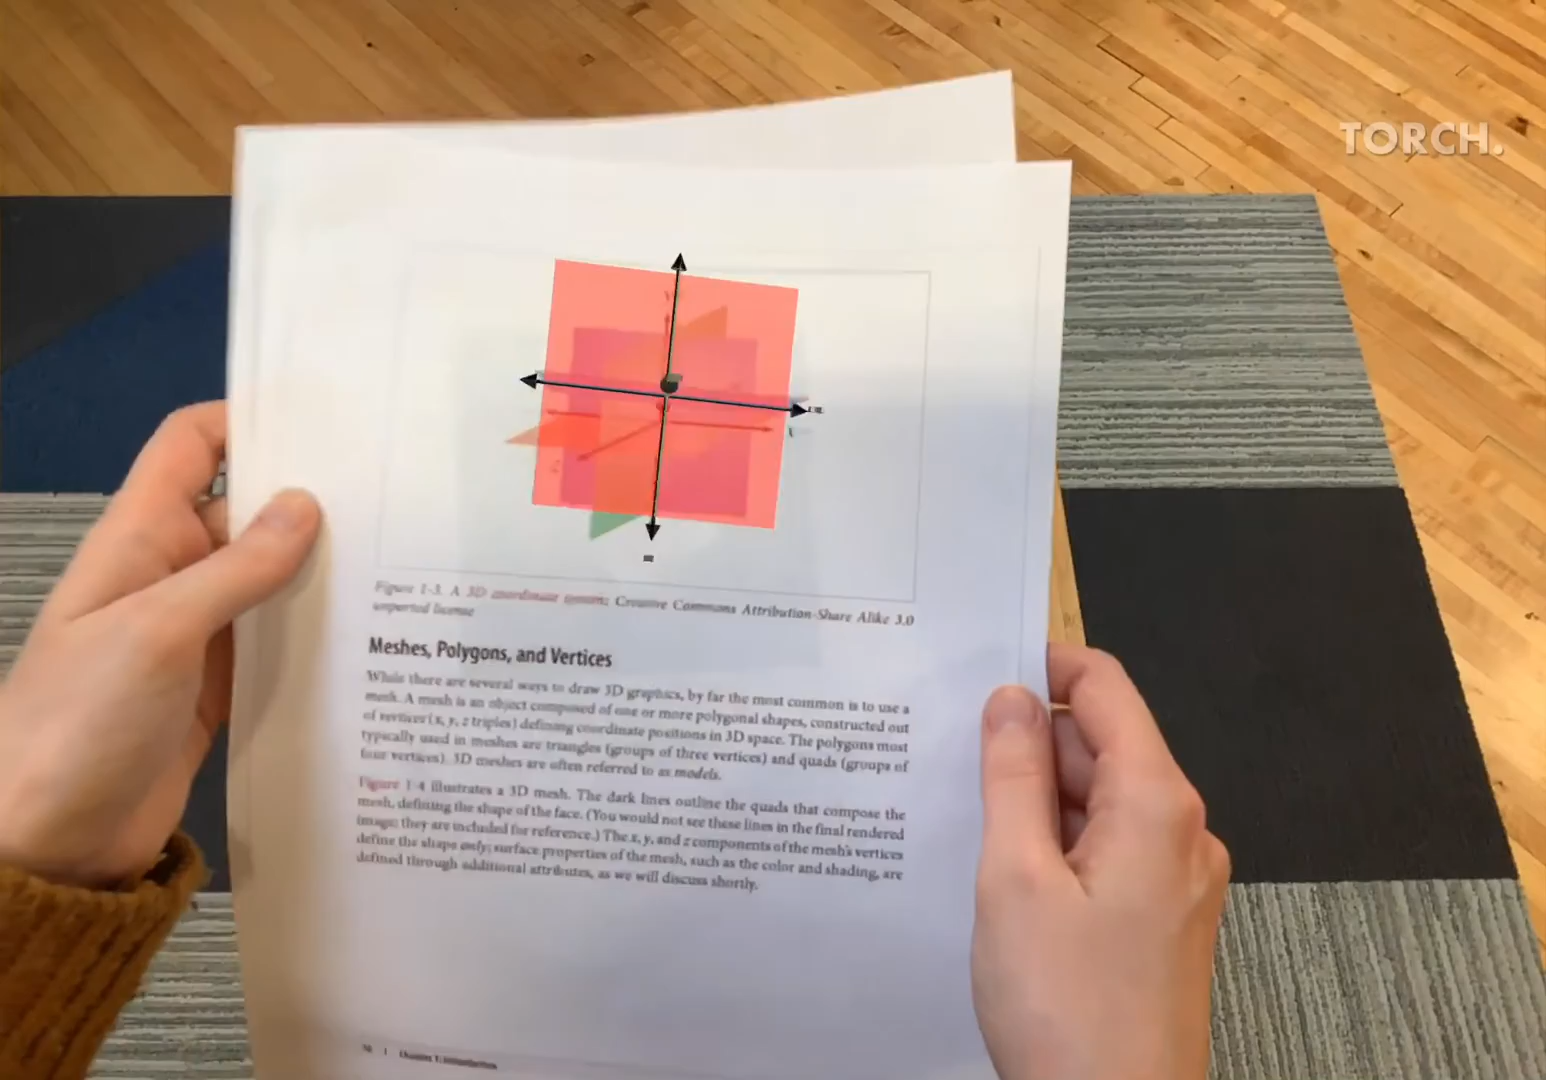 TORCH.
Figure 1-3. A 3D coordinate system; Creative Commons Attribution-Share Alike 3.0
unported license
Meshes, Polygons, and Vertices
While there are several ways to draw 3D graphics, by far the most common is to use a
mesh. A mesh is an object composed of one or more polygonal shapes, constructed out
of vertices (x, y, z triples) defining coordinate positions in 3D space. The polygons most
typically used in meshes are triangles (groups of three vertices) and quads (groups of
four vertices). 3D meshes are often referred to as models.
Figure 1-4 illustrates a 3D mesh. The dark lines outline the quads that compose the
mesh, defining the shape of the face. (You would not see these lines in the final rendered
image; they are included for reference.) The x, y, and z components of the mesh's vertices
define the shape only; surface properties of the mesh, such as the color and shading, are
defined through additional attributes, as we will discuss shortly.
| Chapter 1: Introduction